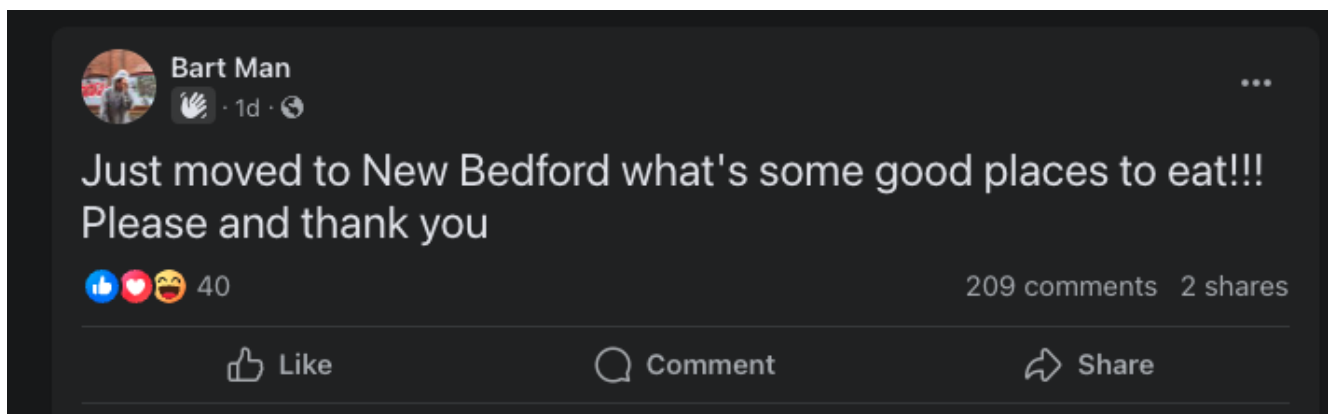 Bart Man
· 1d ·
Just moved to New Bedford what's some good places to eat!!!
Please and thank you
40
209 comments 2 shares
Like
Comment
Share